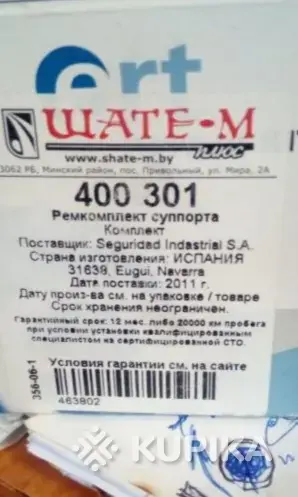 ert
ШАТЕ-М
плюс
www.shate-m.by
3062 РБ, Минский район, пос. Привольный, ул. Мира, 2А
400 301
Ремкомплект суппорта
Комплект
Поставщик: Seguridad Indastrial S.A.
Страна изготовления: ИСПАНИЯ
31638, Eugui, Navarra
Дата поставки: 2011 г.
Дату произ-ва см. на упаковке / товаре
Срок хранения неограничен.
Гарантийный срок: 12 мес. либо 20000 км пробега
при условии установки квалифицированным
специалистом на сертифицированной СТО.
Условия гарантии см. на сайте
356-06-1
463802
KUPIKA